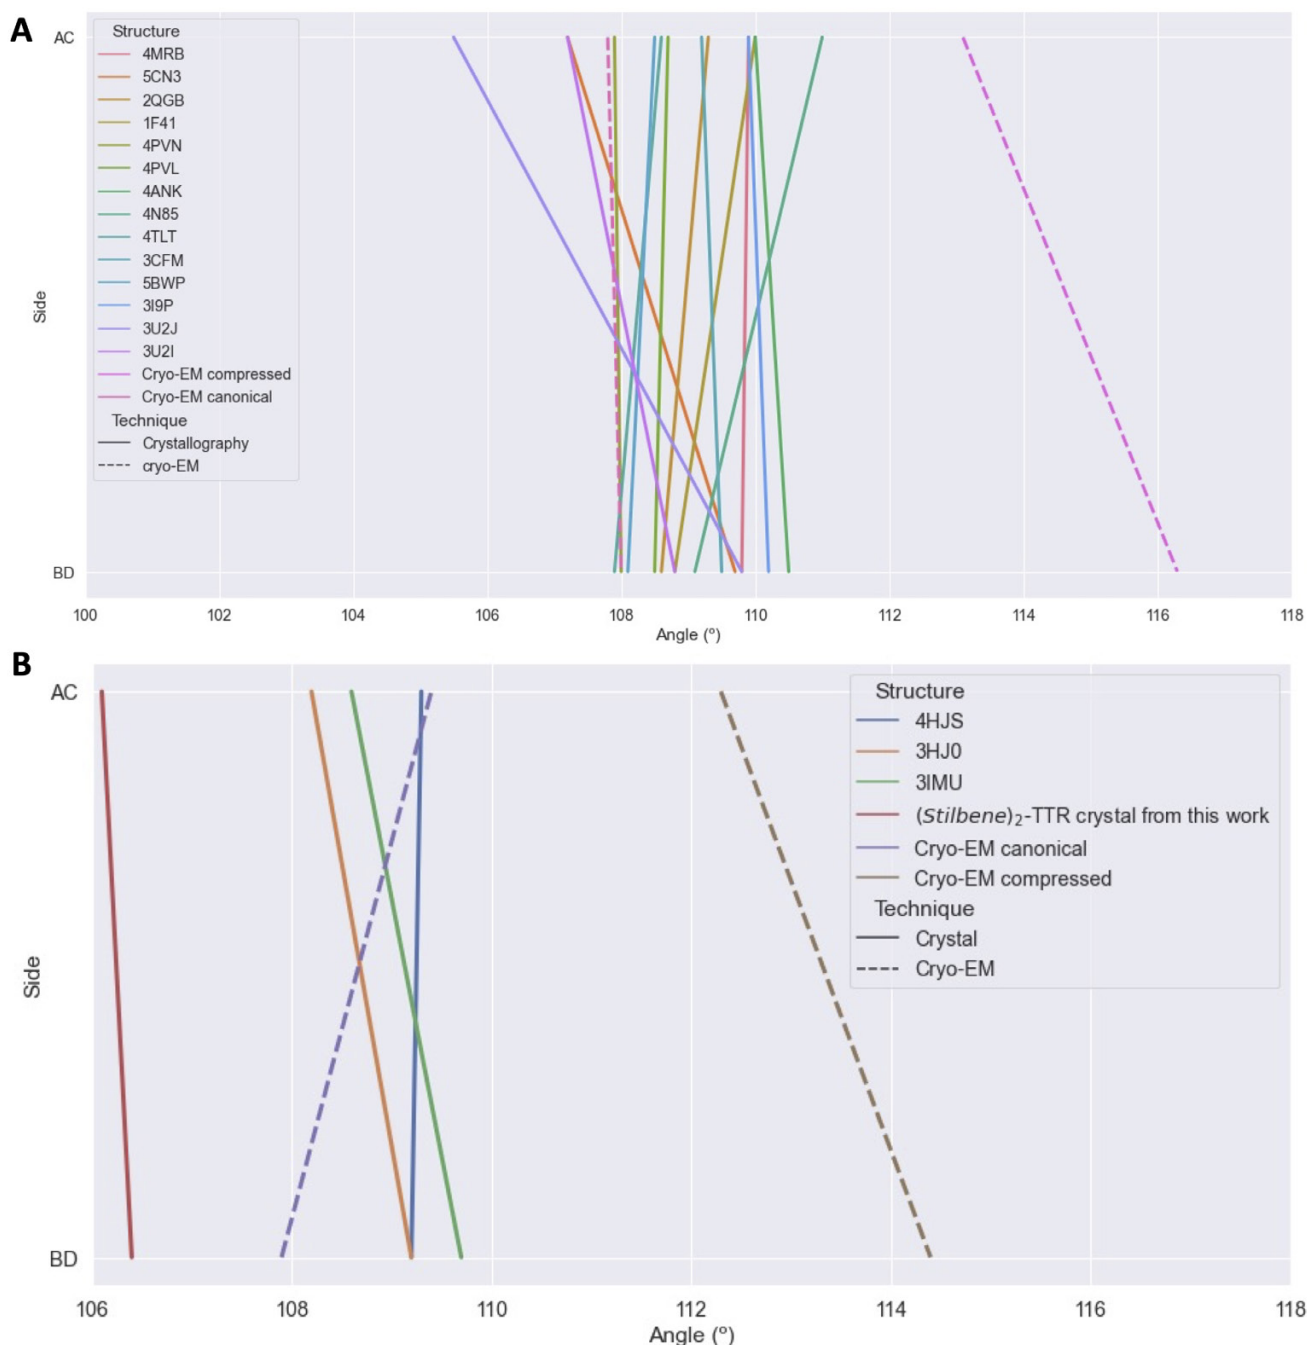 A
AC
Structure
4MRB
5CN3
2QGB
1F41
4PVN
4PVL
4ANK
4N85
4TLT
3CFM
5BWP
3I9P
3U2J
3U2I
Cryo-EM compressed
Cryo-EM canonical
Technique
Crystallography
cryo-EM
Side
BD
100 102 104 106 108 110 112 114 116 118
Angle (º)
B
AC
Structure
4HJS
3HJ0
3IMU
(Stilbene)₂-TTR crystal from this work
Cryo-EM canonical
Cryo-EM compressed
Technique
Crystal
Cryo-EM
Side
BD
106 108 110 112 114 116 118
Angle (º)